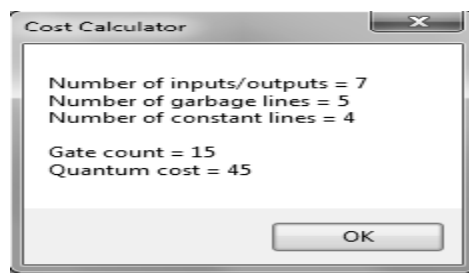 Cost Calculator
Number of inputs/outputs = 7
Number of garbage lines = 5
Number of constant lines = 4
Gate count = 15
Quantum cost = 45
OK